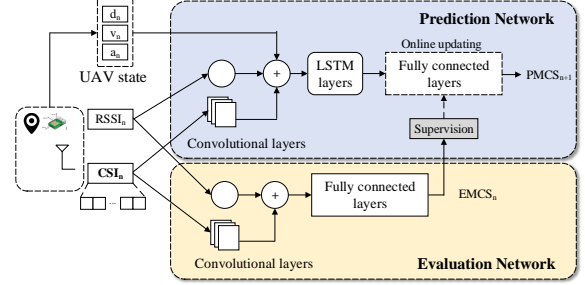 dn
vn
an
UAV state
Prediction Network
Online updating
LSTM
layers
Fully connected
layers
PMCSn+1
+
RSSIn
Convolutional layers
Supervision
CSIn
...
+
Fully connected
layers
EMCSn
Convolutional layers
Evaluation Network